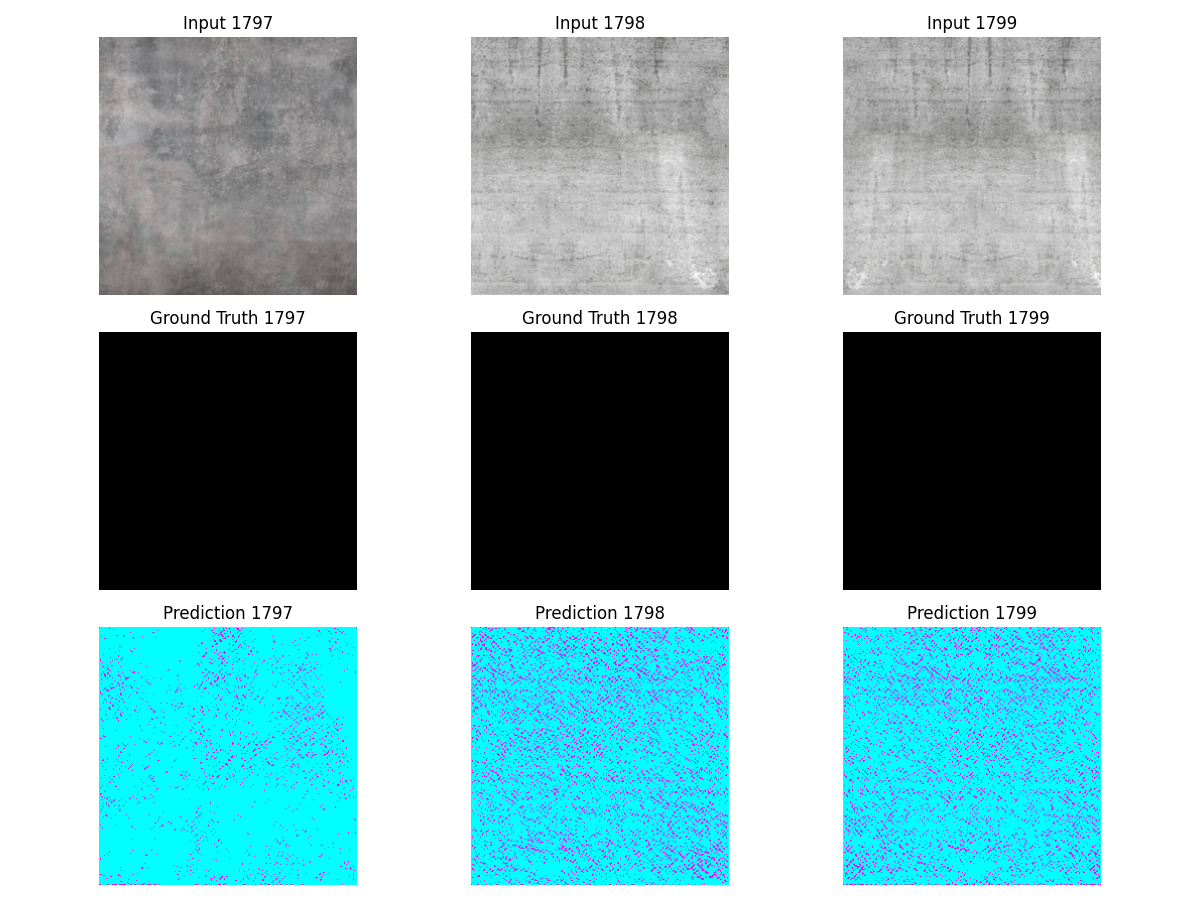 Input 1797
Input 1798
Input 1799
Ground Truth 1797
Ground Truth 1798
Ground Truth 1799
Prediction 1797
Prediction 1798
Prediction 1799